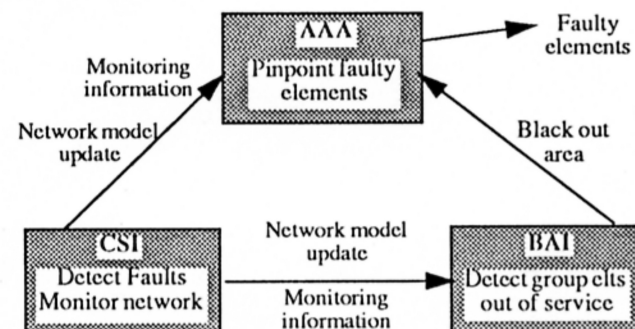 AAA
Pinpoint faulty
elements
Faulty
elements
Monitoring
information
Network model
update
Black out
area
CSI
Detect Faults
Monitor network
Network model
update
Monitoring
information
BAI
Detect group elts
out of service